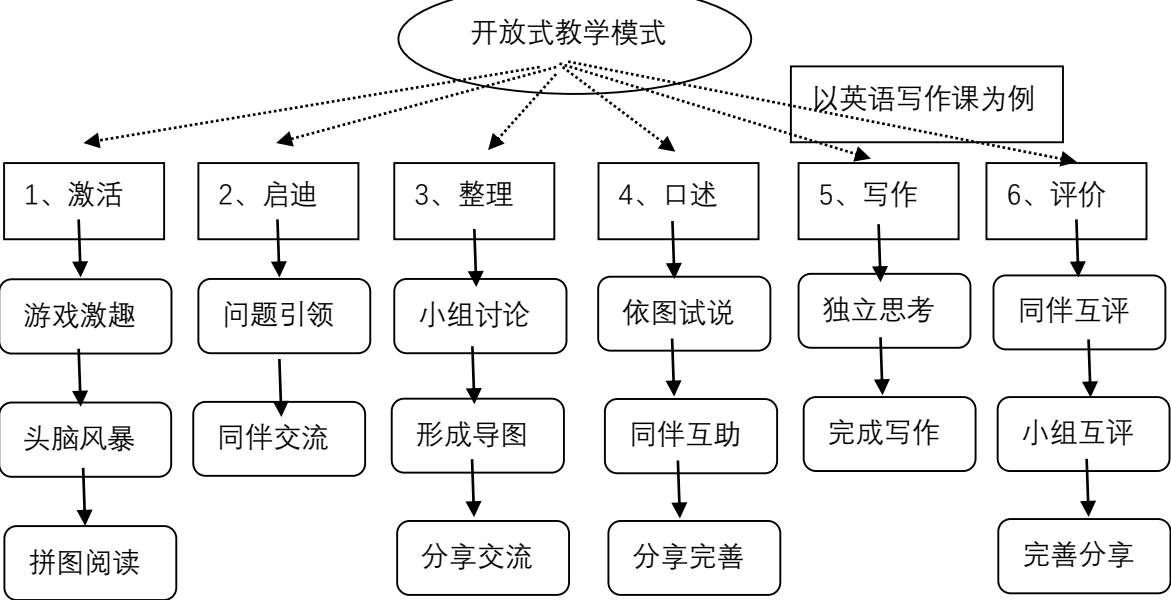 开放式教学模式
以英语写作课为例
1、激活
2、启迪
3、整理
4、口述
5、写作
6、评价
游戏激趣
问题引领
小组讨论
依图试说
独立思考
同伴互评
头脑风暴
同伴交流
形成导图
同伴互助
完成写作
小组互评
拼图阅读
分享交流
分享完善
完善分享